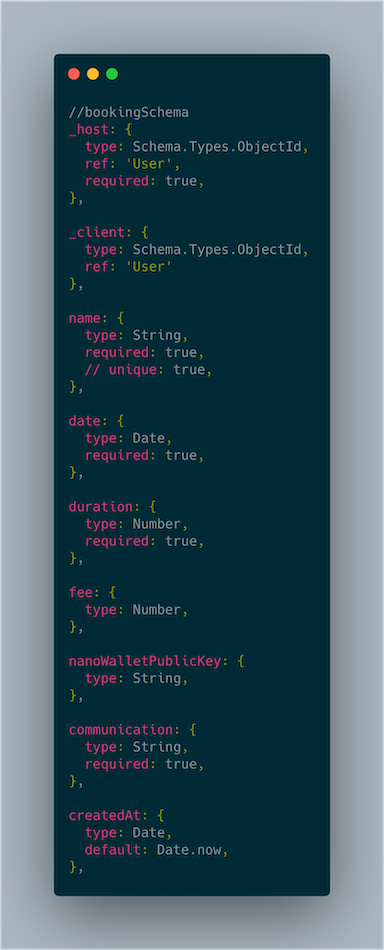 //bookingSchema
_host: {
  type: Schema.Types.ObjectId,
  ref: 'User',
  required: true,
},

_client: {
  type: Schema.Types.ObjectId,
  ref: 'User'
},

name: {
  type: String,
  required: true,
  // unique: true,
},

date: {
  type: Date,
  required: true,
},

duration: {
  type: Number,
  required: true,
},

fee: {
  type: Number,
},

nanoWalletPublicKey: {
  type: String,
},

communication: {
  type: String,
  required: true,
},

createdAt: {
  type: Date,
  default: Date.now,
},